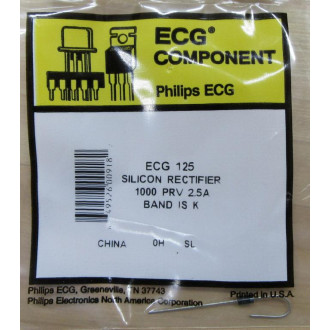 ECG®
COMPONENT
Philips ECG
ECG 125
SILICON RECTIFIER
1000 PRV 2.5A
BAND IS K
CHINA 0H SL
Philips ECG, Greeneville, TN 37743
Philips Electronics North America Corporation
Printed in U.S.A.